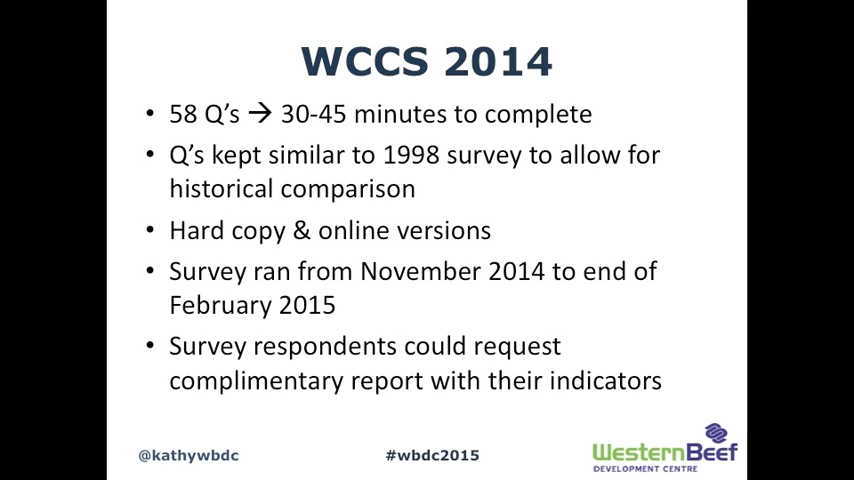 WCCS 2014
• 58 Q’s → 30-45 minutes to complete
• Q’s kept similar to 1998 survey to allow for
historical comparison
• Hard copy & online versions
• Survey ran from November 2014 to end of
February 2015
• Survey respondents could request
complimentary report with their indicators
@kathywbdc
#wbdc2015
WesternBeef
DEVELOPMENT CENTRE